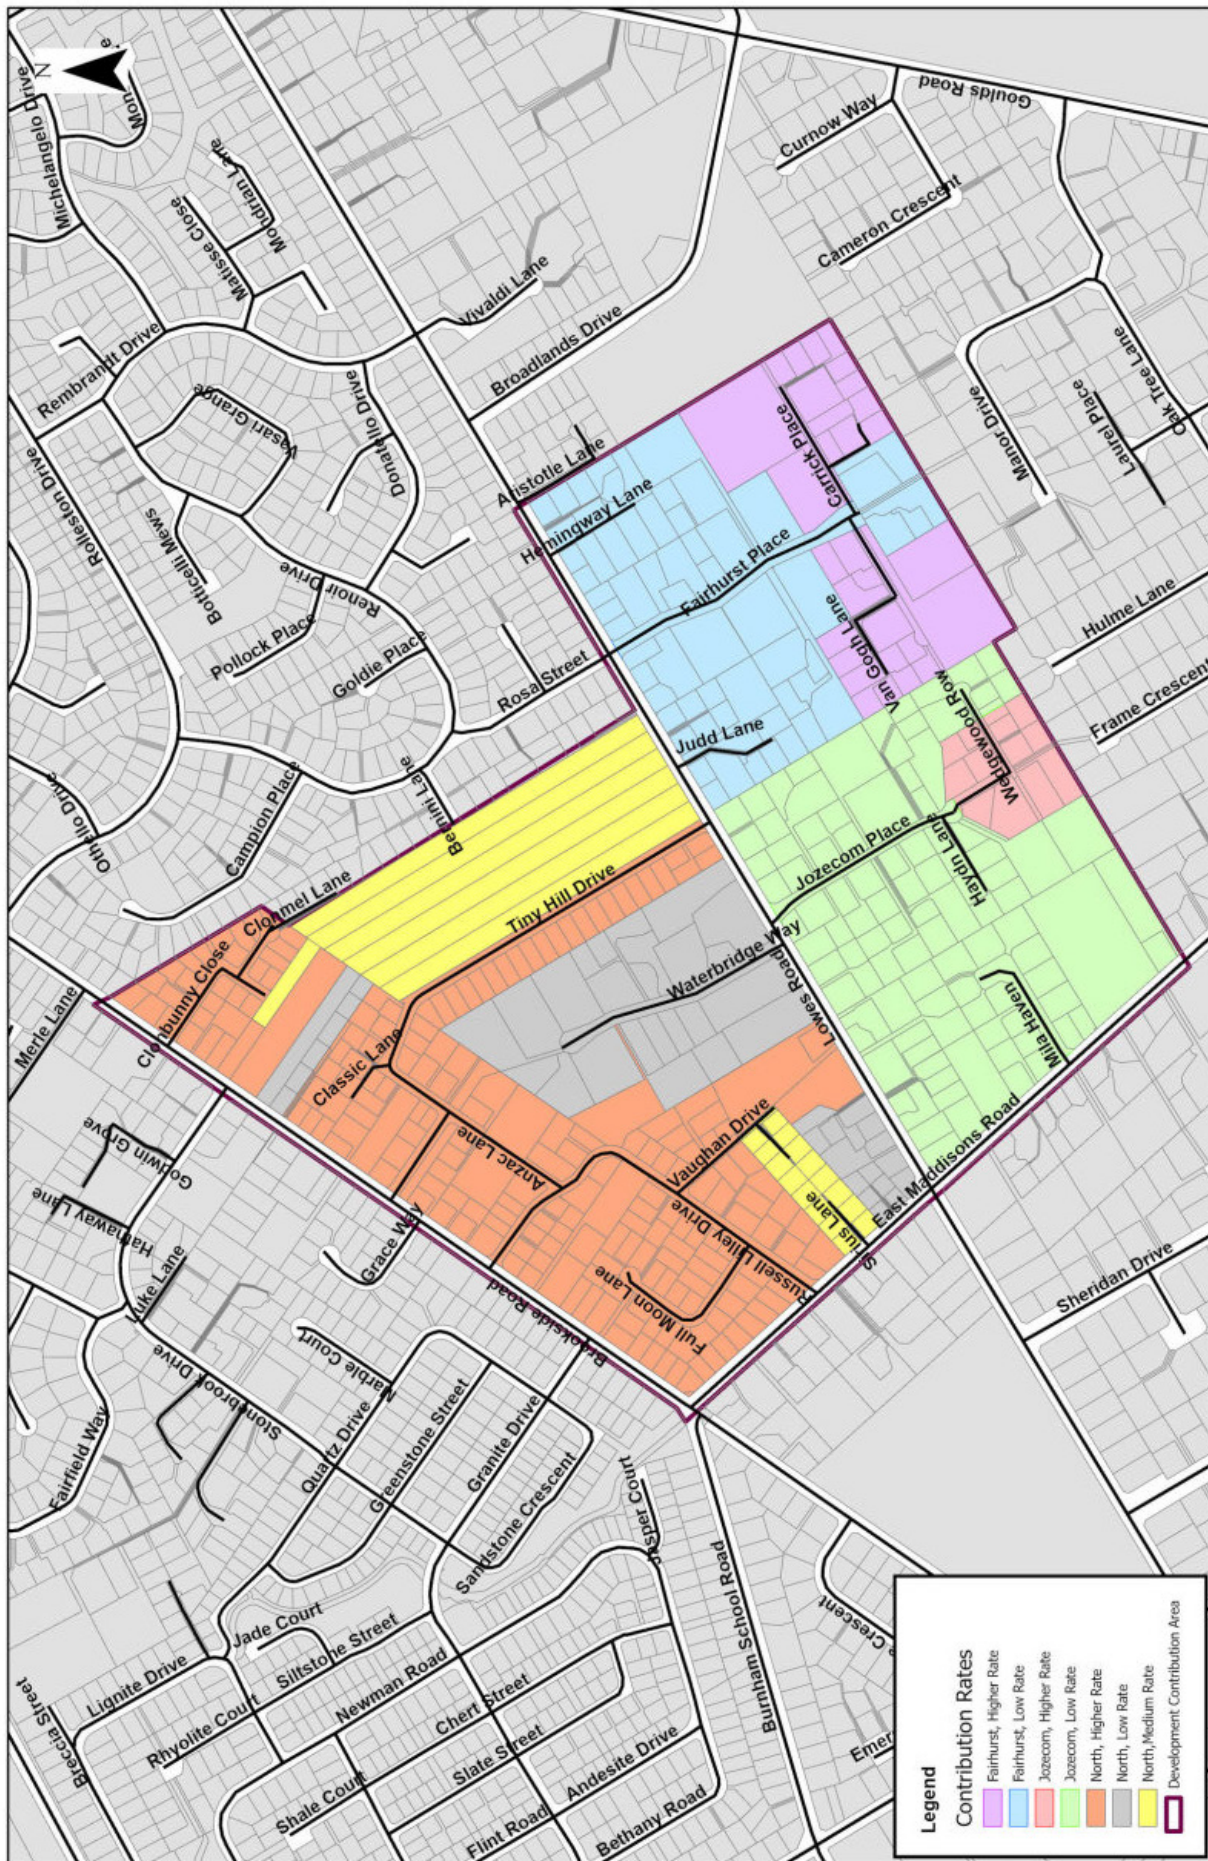 N
Michelangelo Drive
Mondrian Lane
Matisse Close
Rembrandt Drive
Vasari Grange
Vivaldi Lane
Rolleston Drive
Donatello Drive
Broadlands Drive
Botticelli Mews
Renoir Drive
Aristotle Lane
Pollock Place
Goldie Place
Hemingway Lane
Rosa Street
Fairhurst Place
Curnow Way
Goulds Road
Cameron Crescent
Carrick Place
Manor Drive
Laurel Place
Oak Tree Lane
Van Gogh Lane
Hulme Lane
Othello Drive
Campion Place
Bernini Lane
Judd Lane
Wedgewood Row
Frame Crescent
Clonmel Lane
Tiny Hill Drive
Jozecom Place
Haydn Lane
Merle Lane
Clonbunny Close
Waterbridge Way
Lowes Road
Classic Lane
Mila Haven
Godwin Grove
Anzac Lane
Vaughan Drive
East Maddisons Road
Hathaway Lane
Grace Way
Russell Lilley Drive
Sirius Lane
Luke Lane
Full Moon Lane
Sheridan Drive
Brookside Road
Marble Court
Stonebrook Drive
Fairfield Way
Quartz Drive
Greenstone Street
Granite Drive
Sandstone Crescent
Jasper Court
Burnham School Road
Crescent
Jade Court
Siltstone Street
Lignite Drive
Newman Road
Breccia Street
Rhyolite Court
Chert Street
Slate Street
Shale Court
Andesite Drive
Flint Road
Bethany Road
Legend
Contribution Rates
Fairhurst, Higher Rate
Fairhurst, Low Rate
Jozecom, Higher Rate
Jozecom, Low Rate
North, Higher Rate
North, Low Rate
North,Medium Rate
Development Contribution Area